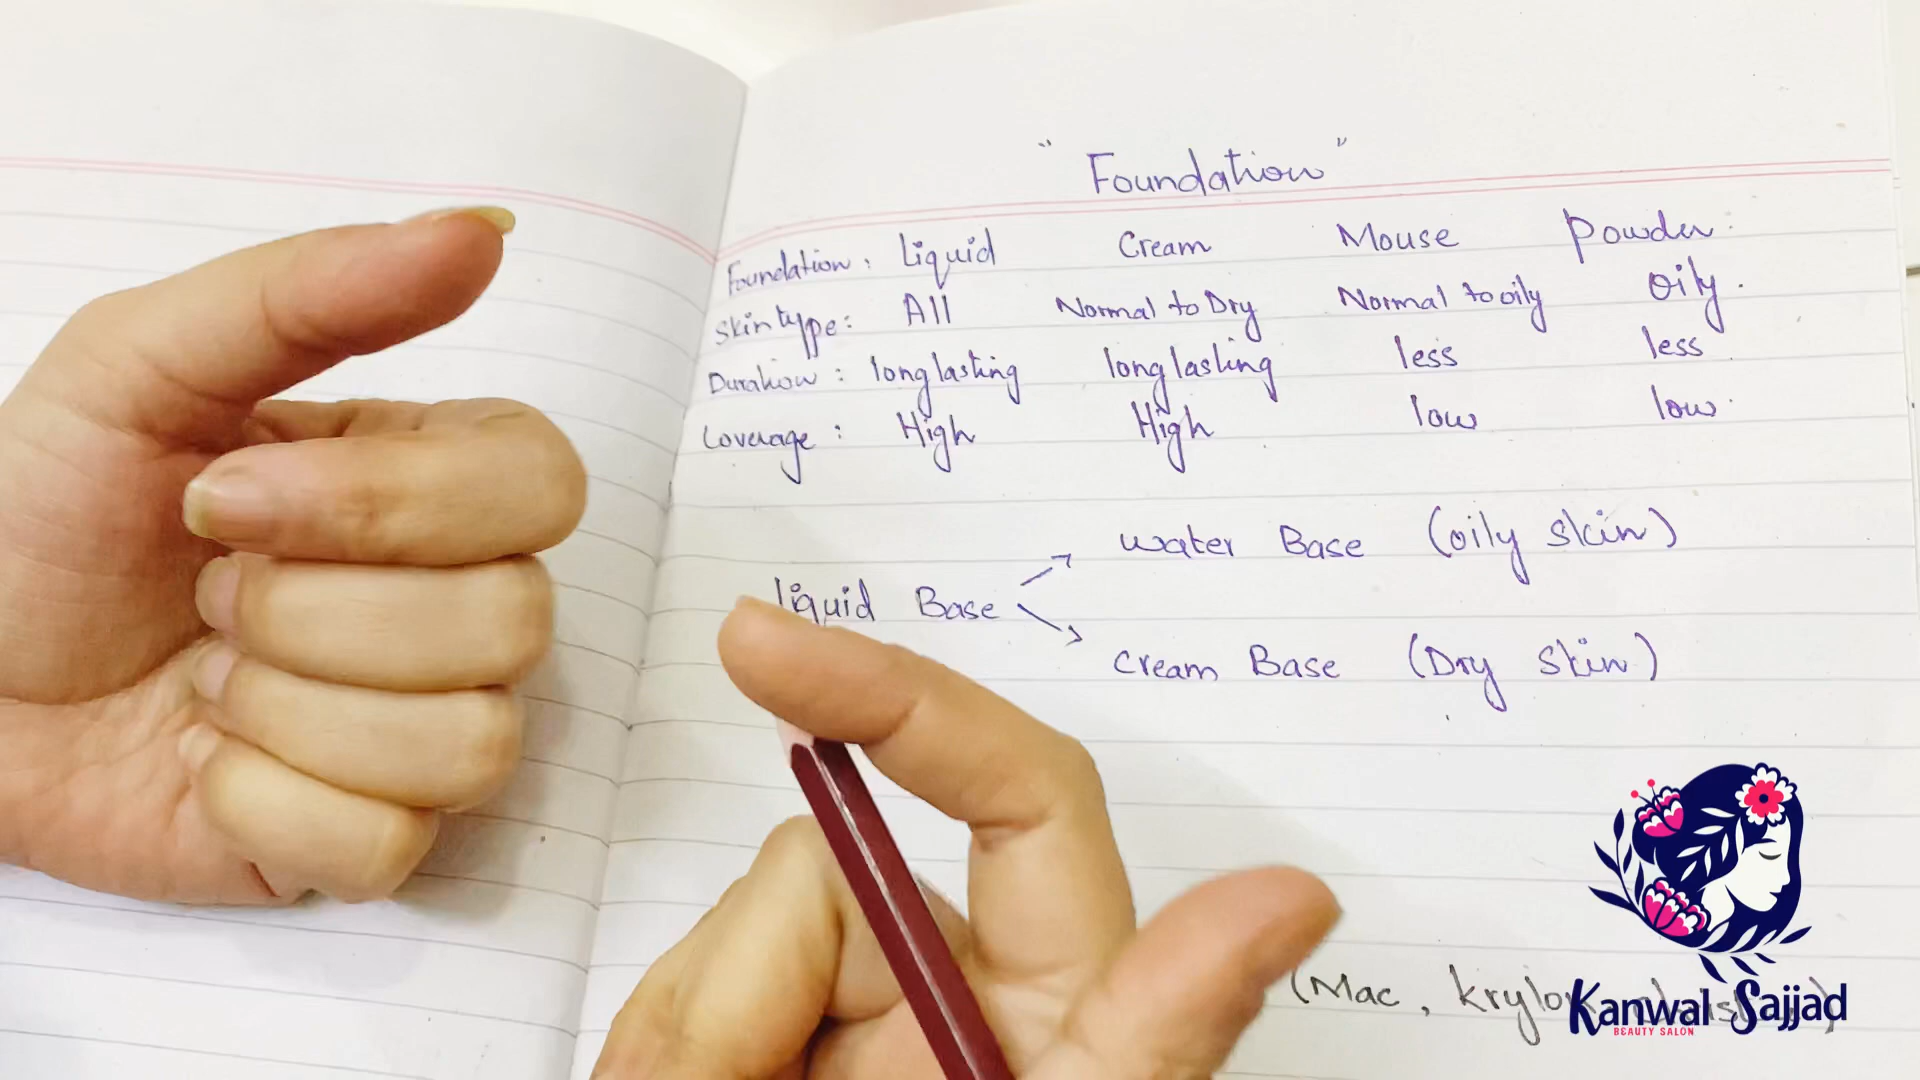 " Foundation "
Foundation : Liquid Cream Mouse Powder
Skin type : All Normal to Dry Normal to oily oily.
Duration : long lasting long lasting less less
Coverage : High High low low
water Base (oily skin)
liquid Base
Cream Base (Dry skin)
(Mac,
Kanwal Sajjad
BEAUTY SALON